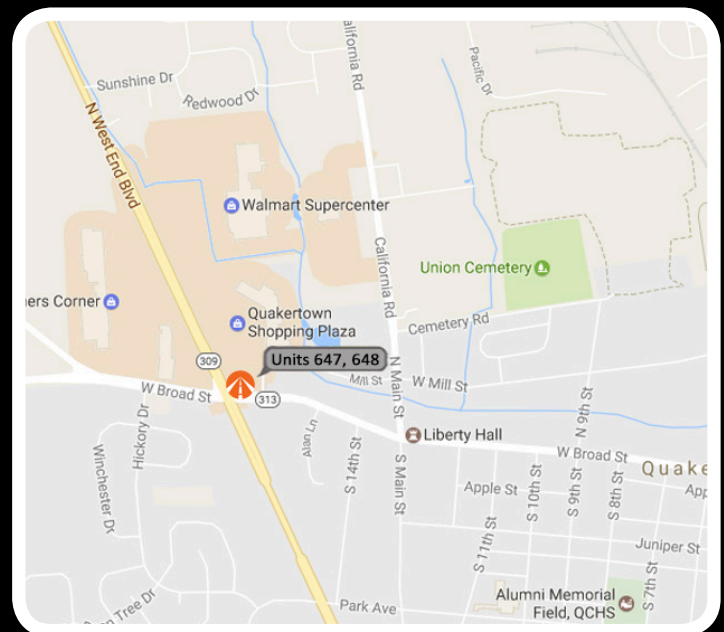 Sunshine Dr
Redwood Dr
California Rd
Pacific Dr
N West End Blvd
Walmart Supercenter
California Rd
Union Cemetery
ers Corner
Quakertown
Shopping Plaza
Cemetery Rd
309
Units 647, 648
Mill St
W Mill St
N Main St
W Broad St
313
Hickory Dr
Winchester Dr
Alan Ln
S 14th St
Liberty Hall
S Main St
N 9th St
W Broad St
Quake
Apple St
App
S 11th St
S 10th St
S 9th St
S 8th St
Juniper St
S 7th St
Tree Dr
Park Ave
Alumni Memorial
Field, QCHS